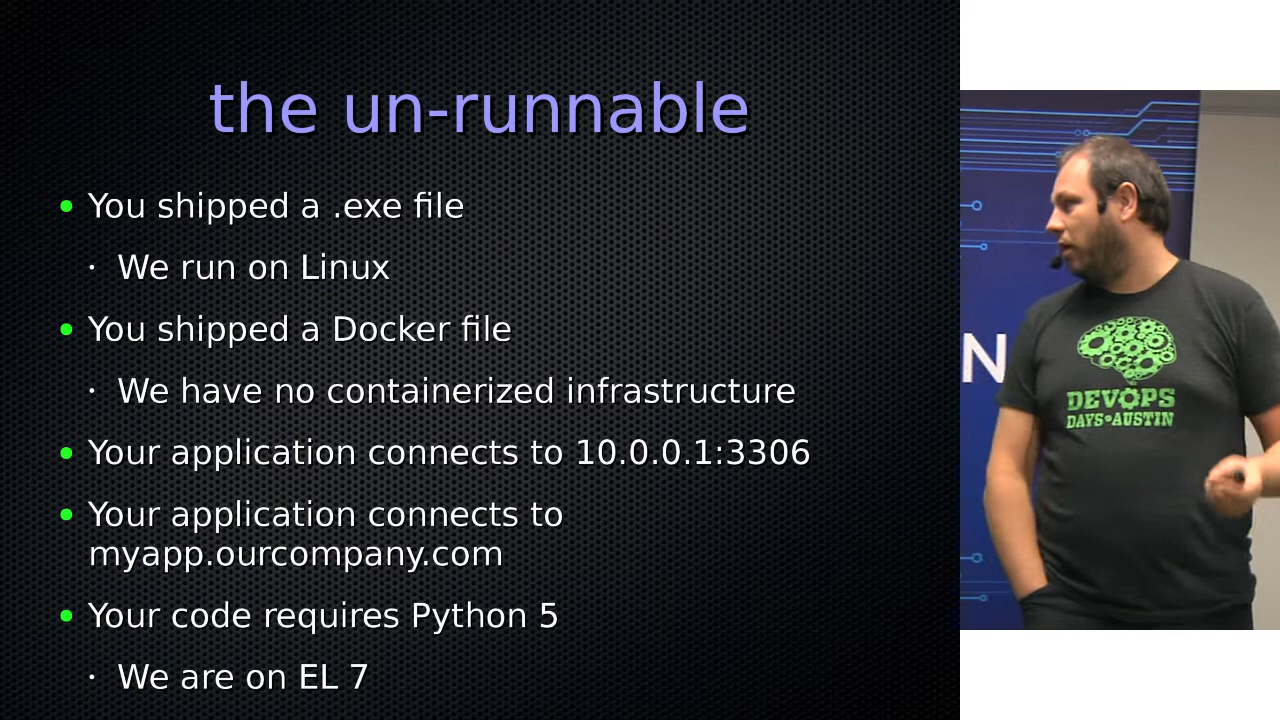 the un-runnable
You shipped a .exe file
We run on Linux
You shipped a Docker file
We have no containerized infrastructure
Your application connects to 10.0.0.1:3306
Your application connects to
myapp.ourcompany.com
Your code requires Python 5
We are on EL 7
N
DEVOPS
DAYS•AUSTIN